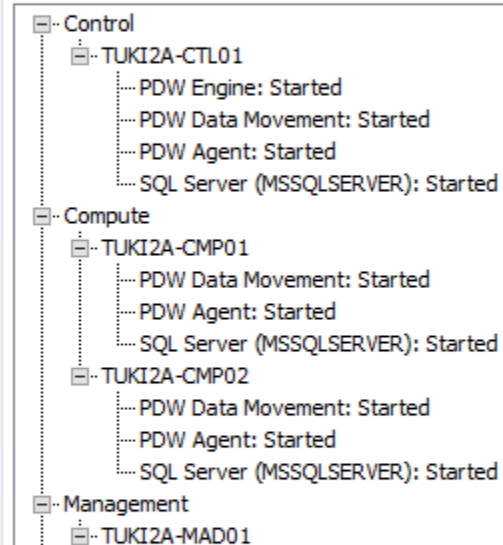 Control
TUKI2A-CTL01
PDW Engine: Started
PDW Data Movement: Started
PDW Agent: Started
SQL Server (MSSQLSERVER): Started
Compute
TUKI2A-CMP01
PDW Data Movement: Started
PDW Agent: Started
SQL Server (MSSQLSERVER): Started
TUKI2A-CMP02
PDW Data Movement: Started
PDW Agent: Started
SQL Server (MSSQLSERVER): Started
Management
TUKI2A-MAD01